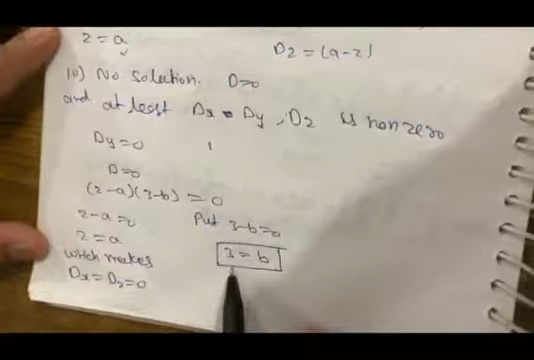 2 = a
D2 = (a-2)
iii) No solution. D=0
and at least Dx Dy, Dz is nonzero
Dy=0
D=0
(2-a)(3-b) = 0
2-a=0 Put 3-b=0
2=a
3 = b
which makes
Dx=Dz=0